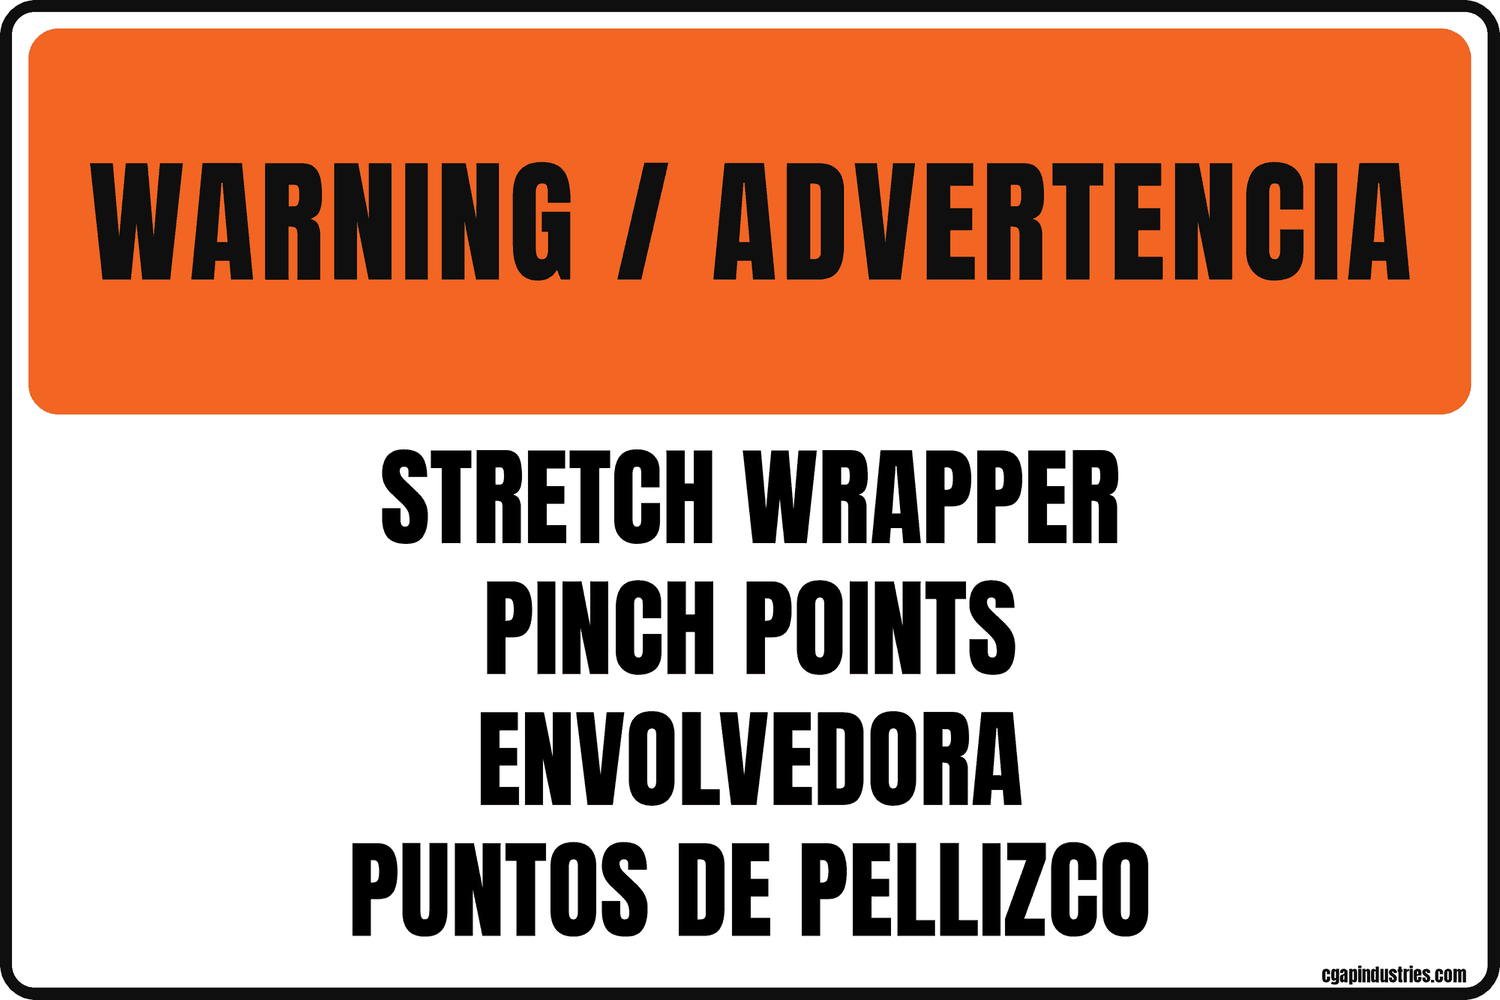 WARNING / ADVERTENCIA
STRETCH WRAPPER
PINCH POINTS
ENVOLVEDORA
PUNTOS DE PELLIZCO
cgapindustries.com